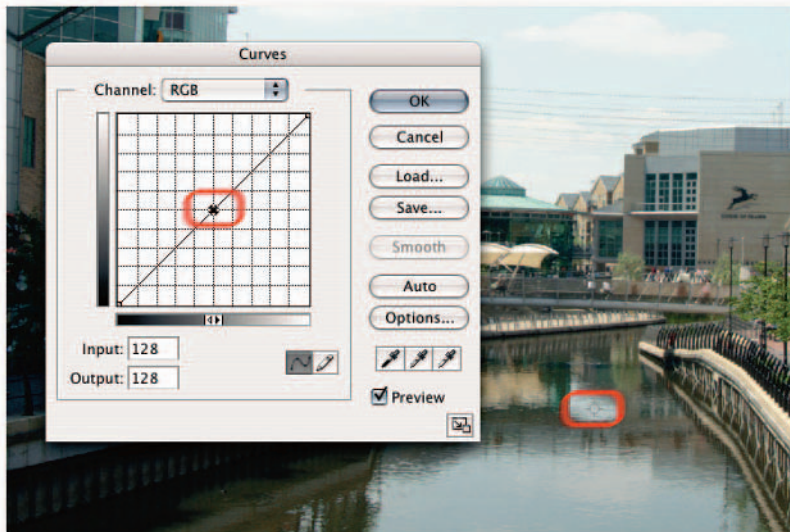 Curves
Channel: RGB
OK
Cancel
Load...
Save...
Smooth
Auto
Options...
Input: 128
Output: 128
Preview